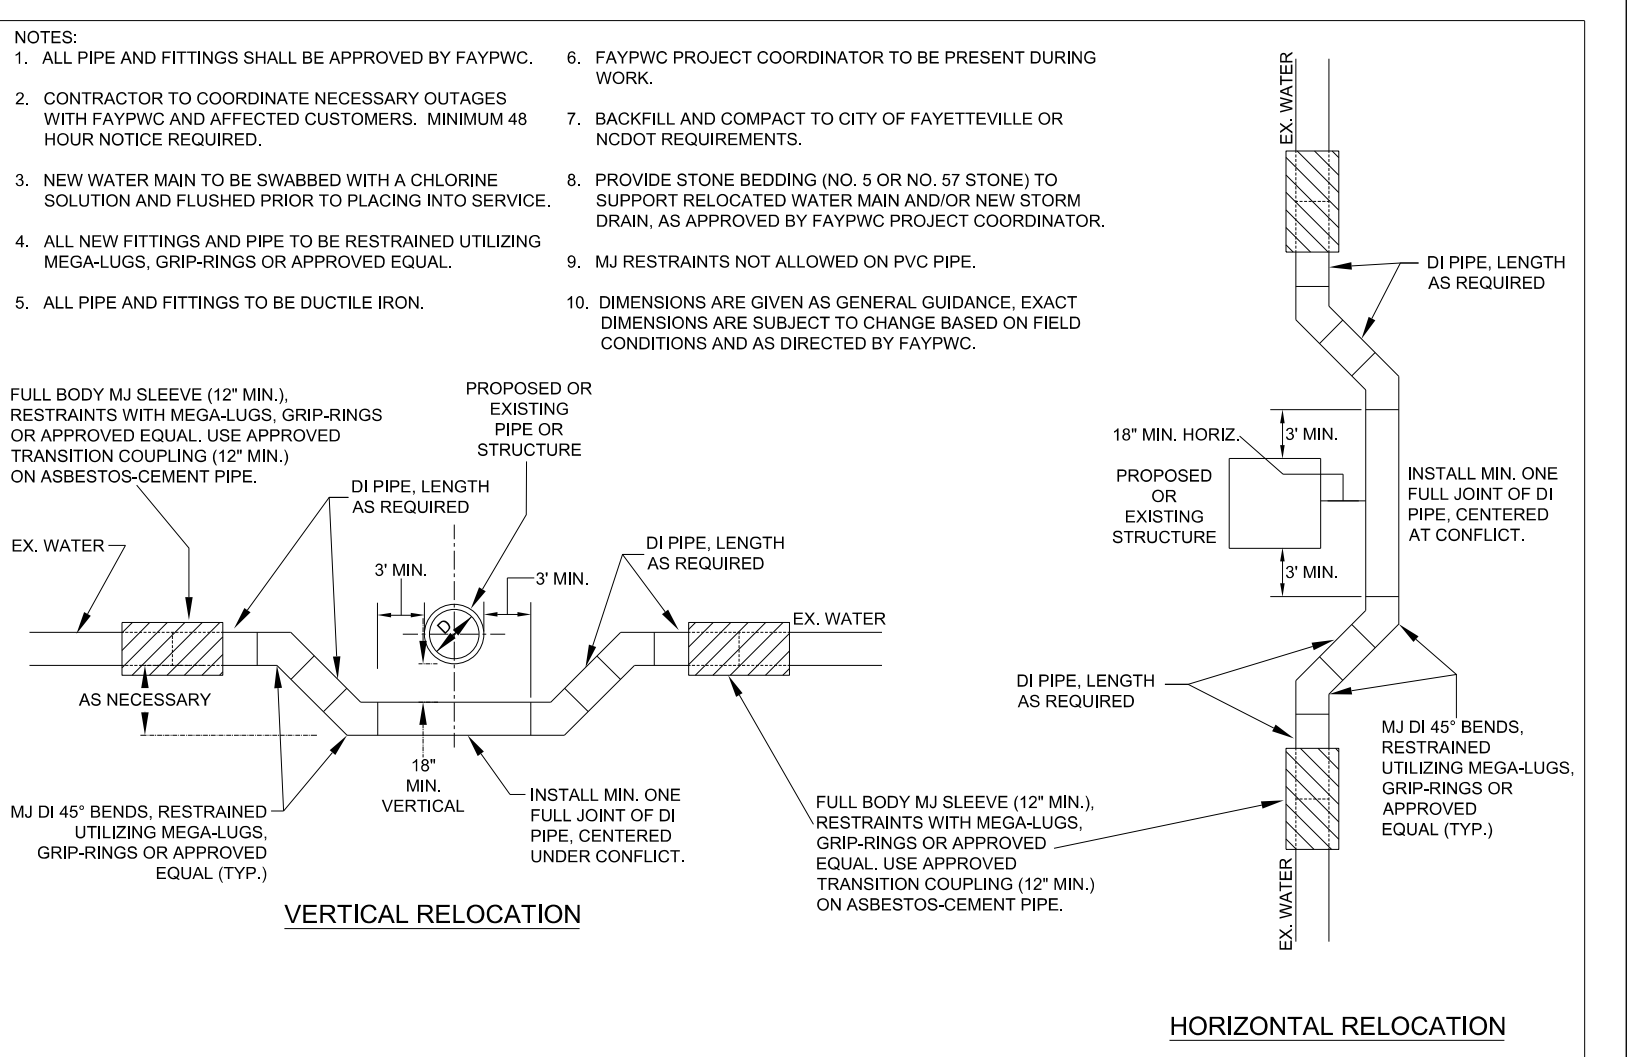 NOTES:
1. ALL PIPE AND FITTINGS SHALL BE APPROVED BY FAYPWC.
2. CONTRACTOR TO COORDINATE NECESSARY OUTAGES
WITH FAYPWC AND AFFECTED CUSTOMERS. MINIMUM 48
HOUR NOTICE REQUIRED.
3. NEW WATER MAIN TO BE SWABBED WITH A CHLORINE
SOLUTION AND FLUSHED PRIOR TO PLACING INTO SERVICE.
4. ALL NEW FITTINGS AND PIPE TO BE RESTRAINED UTILIZING
MEGA-LUGS, GRIP-RINGS OR APPROVED EQUAL.
5. ALL PIPE AND FITTINGS TO BE DUCTILE IRON.
6. FAYPWC PROJECT COORDINATOR TO BE PRESENT DURING
WORK.
7. BACKFILL AND COMPACT TO CITY OF FAYETTEVILLE OR
NCDOT REQUIREMENTS.
8. PROVIDE STONE BEDDING (NO. 5 OR NO. 57 STONE) TO
SUPPORT RELOCATED WATER MAIN AND/OR NEW STORM
DRAIN, AS APPROVED BY FAYPWC PROJECT COORDINATOR.
9. MJ RESTRAINTS NOT ALLOWED ON PVC PIPE.
10. DIMENSIONS ARE GIVEN AS GENERAL GUIDANCE, EXACT
DIMENSIONS ARE SUBJECT TO CHANGE BASED ON FIELD
CONDITIONS AND AS DIRECTED BY FAYPWC.
FULL BODY MJ SLEEVE (12" MIN.),
RESTRAINTS WITH MEGA-LUGS, GRIP-RINGS
OR APPROVED EQUAL. USE APPROVED
TRANSITION COUPLING (12" MIN.)
ON ASBESTOS-CEMENT PIPE.
PROPOSED OR
EXISTING
PIPE OR
STRUCTURE
DI PIPE, LENGTH
AS REQUIRED
EX. WATER
3' MIN.
3' MIN.
D
DI PIPE, LENGTH
AS REQUIRED
EX. WATER
AS NECESSARY
18"
MIN.
VERTICAL
MJ DI 45° BENDS, RESTRAINED
UTILIZING MEGA-LUGS,
GRIP-RINGS OR APPROVED
EQUAL (TYP.)
INSTALL MIN. ONE
FULL JOINT OF DI
PIPE, CENTERED
UNDER CONFLICT.
VERTICAL RELOCATION
FULL BODY MJ SLEEVE (12" MIN.),
RESTRAINTS WITH MEGA-LUGS,
GRIP-RINGS OR APPROVED
EQUAL. USE APPROVED
TRANSITION COUPLING (12" MIN.)
ON ASBESTOS-CEMENT PIPE.
EX. WATER
DI PIPE, LENGTH
AS REQUIRED
18" MIN. HORIZ.
3' MIN.
PROPOSED
OR
EXISTING
STRUCTURE
INSTALL MIN. ONE
FULL JOINT OF DI
PIPE, CENTERED
AT CONFLICT.
3' MIN.
DI PIPE, LENGTH
AS REQUIRED
MJ DI 45° BENDS,
RESTRAINED
UTILIZING MEGA-LUGS,
GRIP-RINGS OR
APPROVED
EQUAL (TYP.)
EX. WATER
HORIZONTAL RELOCATION